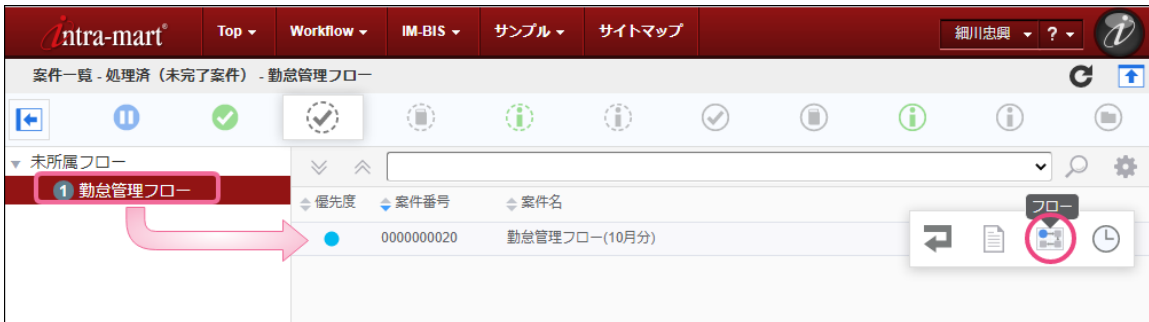 intra-mart® Top Workflow IM-BIS サンプル サイトマップ 細川忠興 ?
案件一覧 - 処理済（未完了案件） - 勤怠管理フロー
未所属フロー
1 勤怠管理フロー
優先度 案件番号 案件名
フロー
0000000020 勤怠管理フロー(10月分)